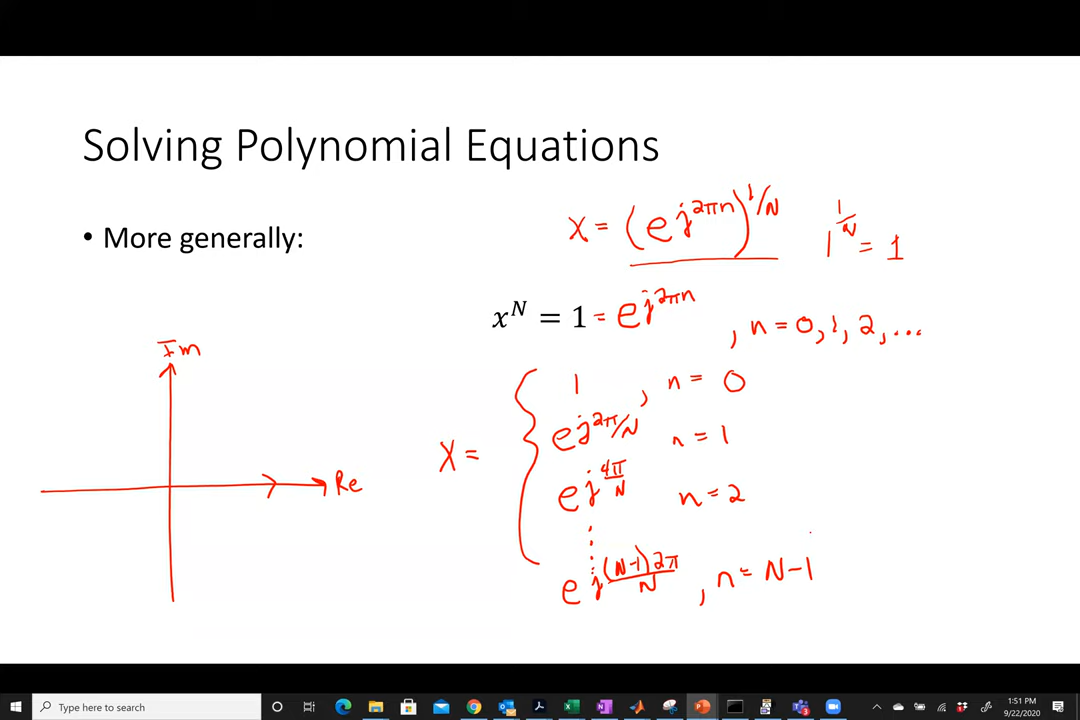 Solving Polynomial Equations
• More generally:
x = (e^{j2πn})^{1/N}
1^{1/N} = 1
x^N = 1 = e^{j2πn} , n = 0, 1, 2, ...
Im
Re
X = {
1 , n = 0
e^{j2π/N} n = 1
e^{j4π/N} n = 2
⋮
e^{j(N-1)2π/N} , n = N-1
Type here to search
1:51 PM
9/22/2020